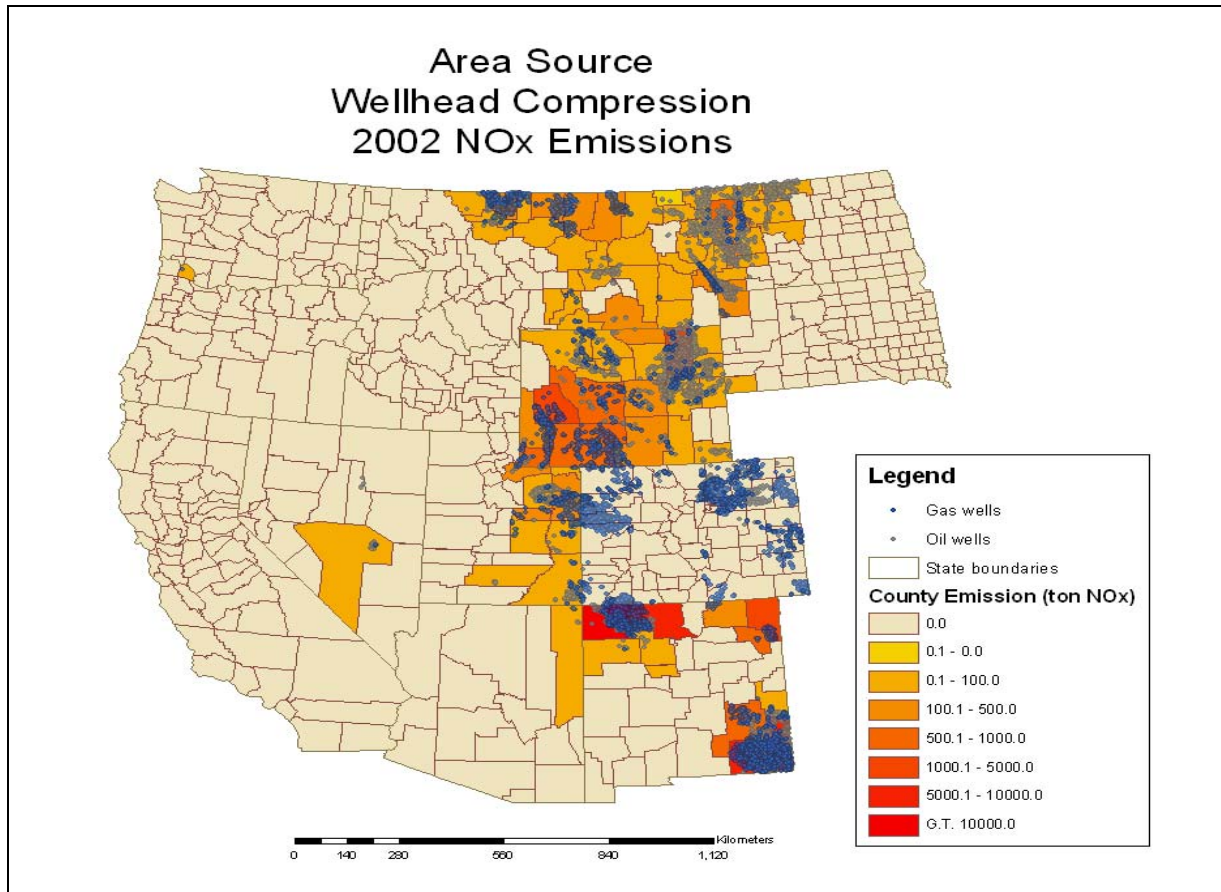 Area Source
Wellhead Compression
2002 NOx Emissions
Legend
Gas wells
Oil wells
State boundaries
County Emission (ton NOx)
0.0
0.1 - 0.0
0.1 - 100.0
100.1 - 500.0
500.1 - 1000.0
1000.1 - 5000.0
5000.1 - 10000.0
G.T. 10000.0
Kilometers
0 140 280 560 840 1,120